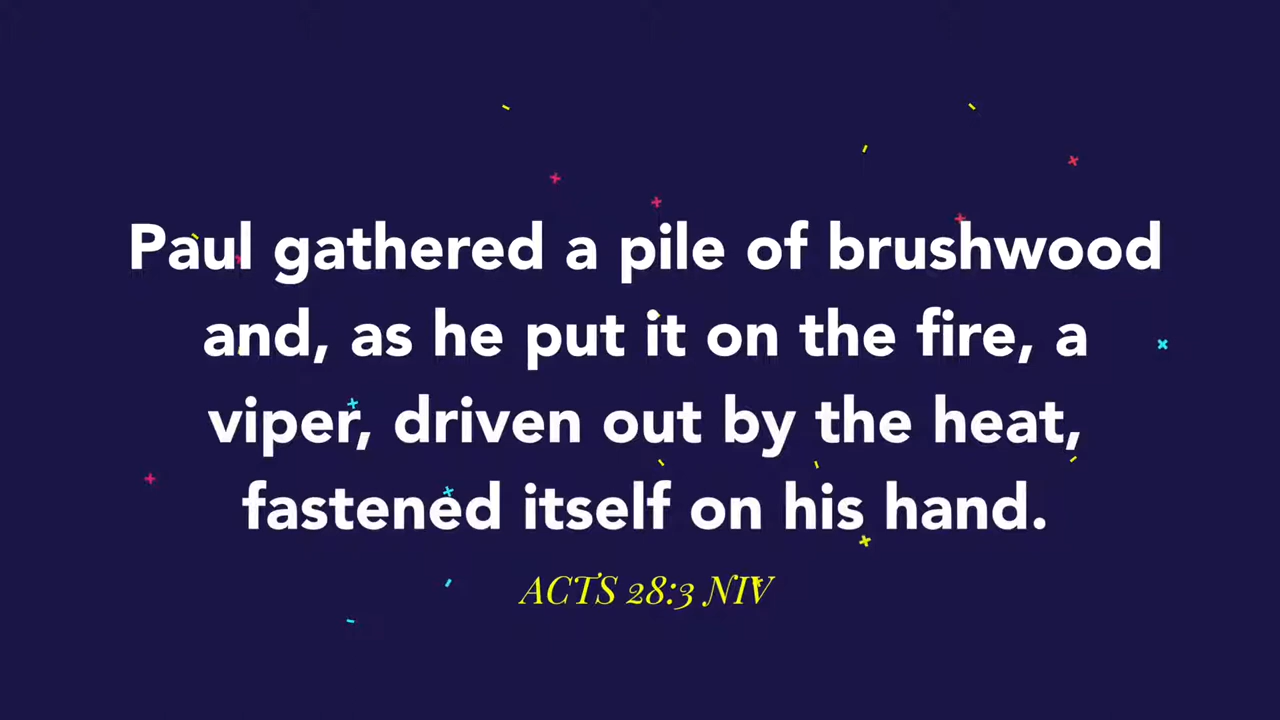 Paul gathered a pile of brushwood
and, as he put it on the fire, a
viper, driven out by the heat,
fastened itself on his hand.
ACTS 28:3 NIV